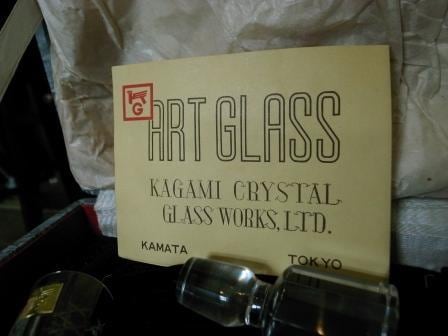 G
ART GLASS
KAGAMI CRYSTAL
GLASS WORKS, LTD.
KAMATA TOKYO